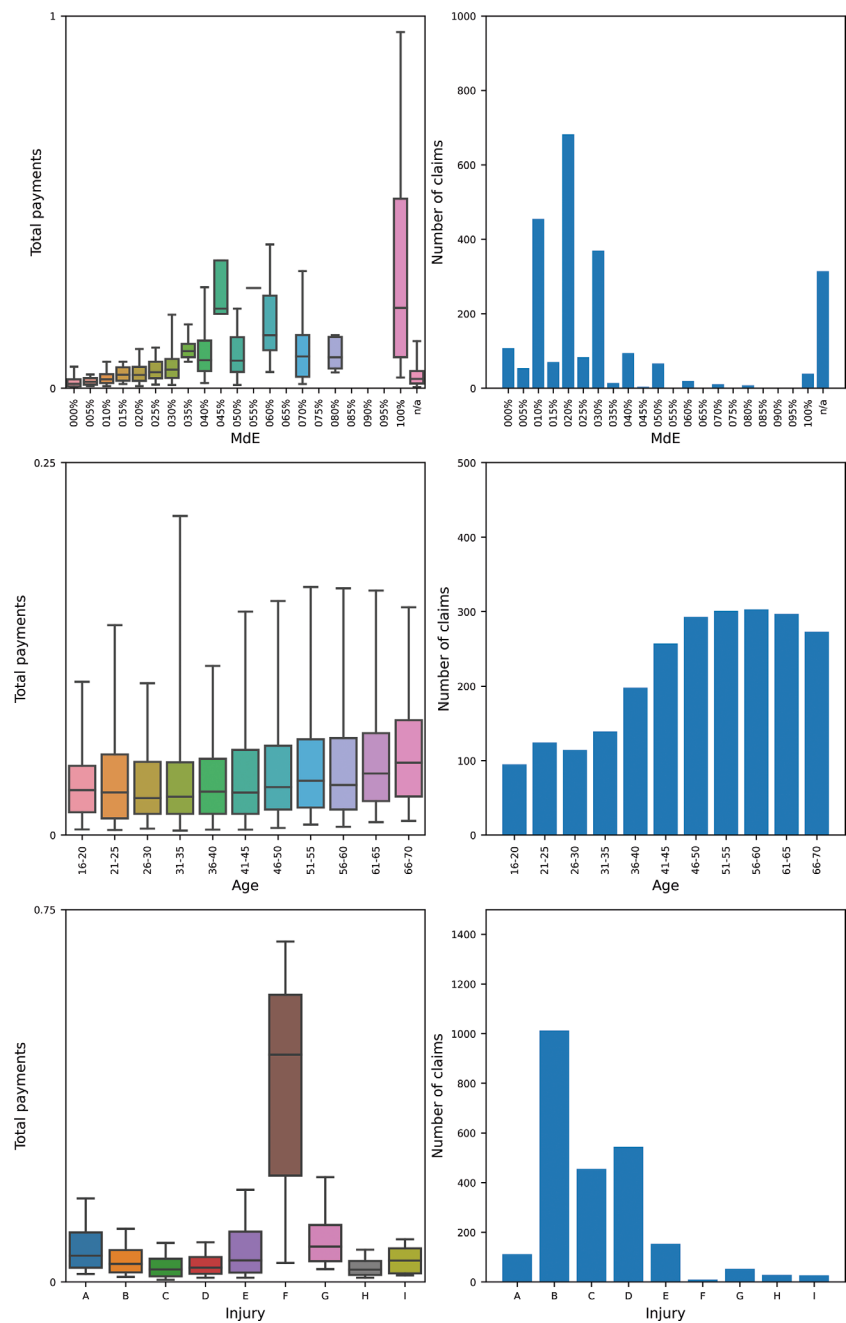 1
Total payments
0
000% 005% 010% 015% 020% 025% 030% 035% 040% 045% 050% 055% 060% 065% 070% 075% 080% 085% 090% 095% 100% n/a
MdE
1000
800
600
400
200
0
Number of claims
000% 005% 010% 015% 020% 025% 030% 035% 040% 045% 050% 055% 060% 065% 070% 075% 080% 085% 090% 095% 100% n/a
MdE
0.25
Total payments
0
16-20 21-25 26-30 31-35 36-40 41-45 46-50 51-55 56-60 61-65 66-70
Age
500
400
300
200
100
0
Number of claims
16-20 21-25 26-30 31-35 36-40 41-45 46-50 51-55 56-60 61-65 66-70
Age
0.75
Total payments
0
A B C D E F G H I
Injury
1400
1200
1000
800
600
400
200
0
Number of claims
A B C D E F G H I
Injury